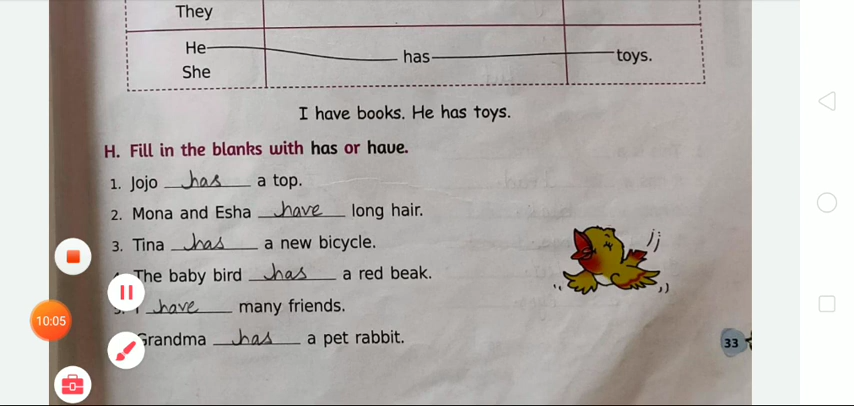 They
He has toys.
She
I have books. He has toys.
H. Fill in the blanks with has or have.
1. Jojo has a top.
2. Mona and Esha have long hair.
3. Tina has a new bicycle.
The baby bird has a red beak.
I have many friends.
Grandma has a pet rabbit.
33
10:05